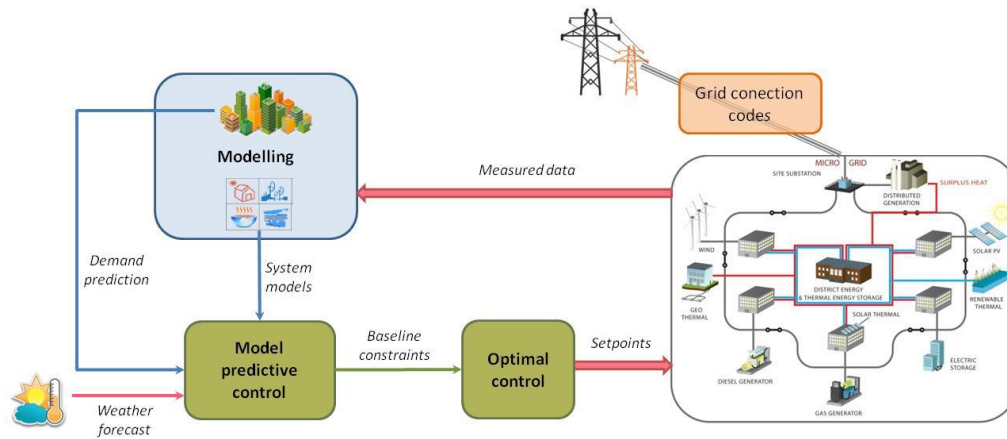 Grid conection
codes
Modelling
Measured data
Demand
prediction
System
models
Model
predictive
control
Baseline
constraints
Optimal
control
Setpoints
Weather
forecast
MICRO GRID
SITE SUBSTATION
DISTRIBUTED
GENERATION
SURPLUS HEAT
WIND
SOLAR PV
GEO
THERMAL
DISTRICT ENERGY
& THERMAL ENERGY STORAGE
RENEWABLE
THERMAL
SOLAR THERMAL
DIESEL GENERATOR
ELECTRIC
STORAGE
GAS GENERATOR